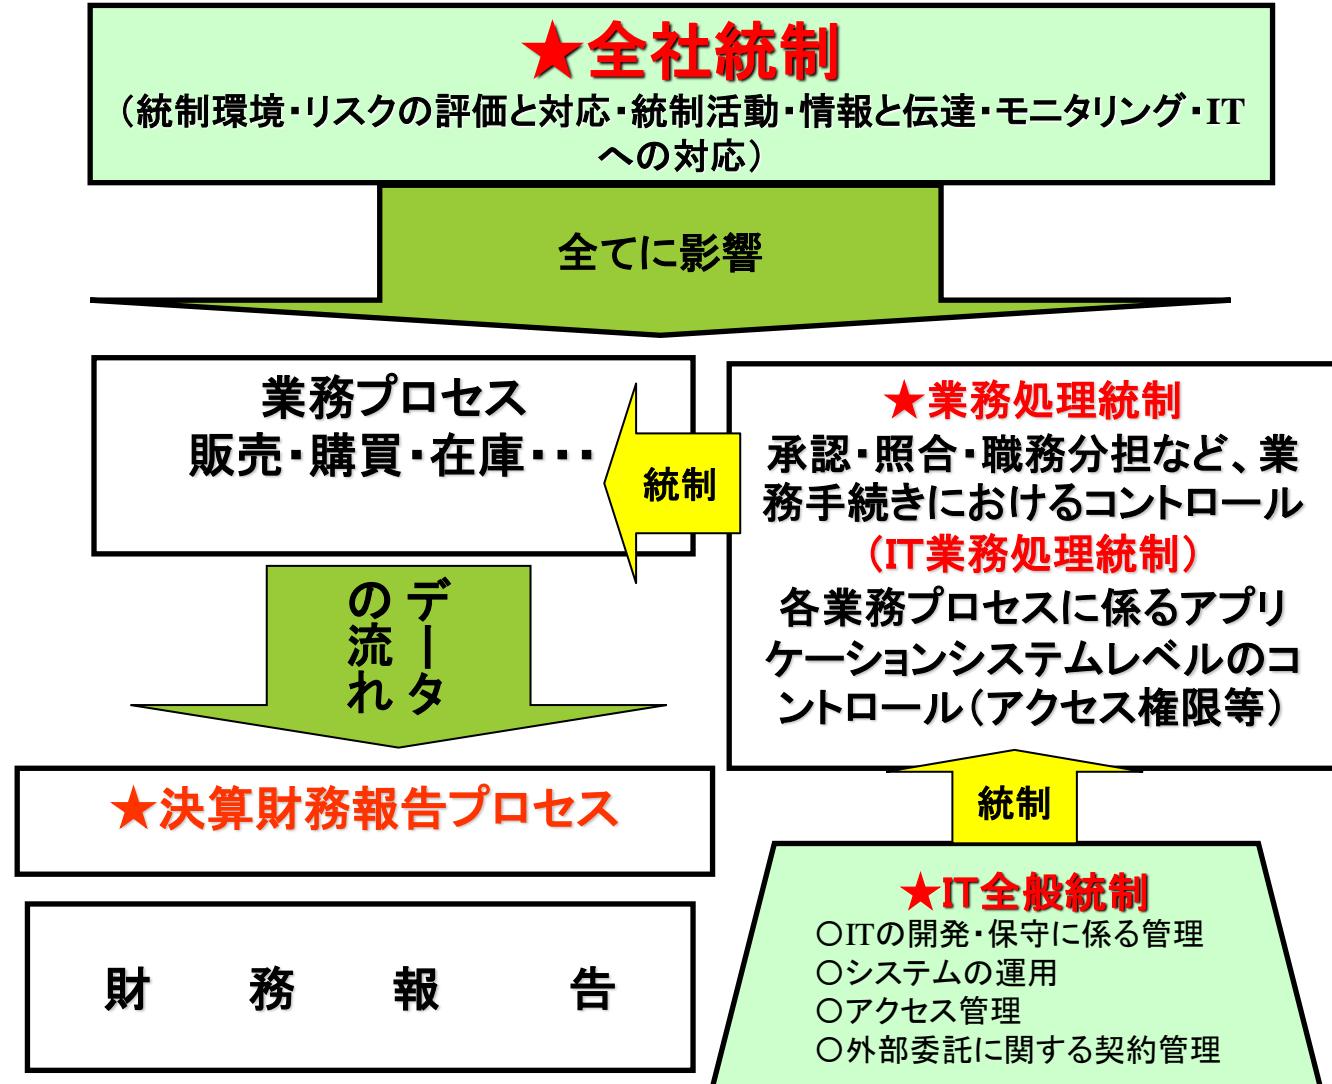 ★全社統制
（統制環境・リスクの評価と対応・統制活動・情報と伝達・モニタリング・IT
への対応）
全てに影響
業務プロセス
販売・購買・在庫・・・
統制
★業務処理統制
承認・照合・職務分担など、業
務手続きにおけるコントロール
（IT業務処理統制）
各業務プロセスに係るアプリ
ケーションシステムレベルのコ
ントロール（アクセス権限等）
データ
の流れ
★決算財務報告プロセス
統制
財　務　報　告
★IT全般統制
○ITの開発・保守に係る管理
○システムの運用
○アクセス管理
○外部委託に関する契約管理